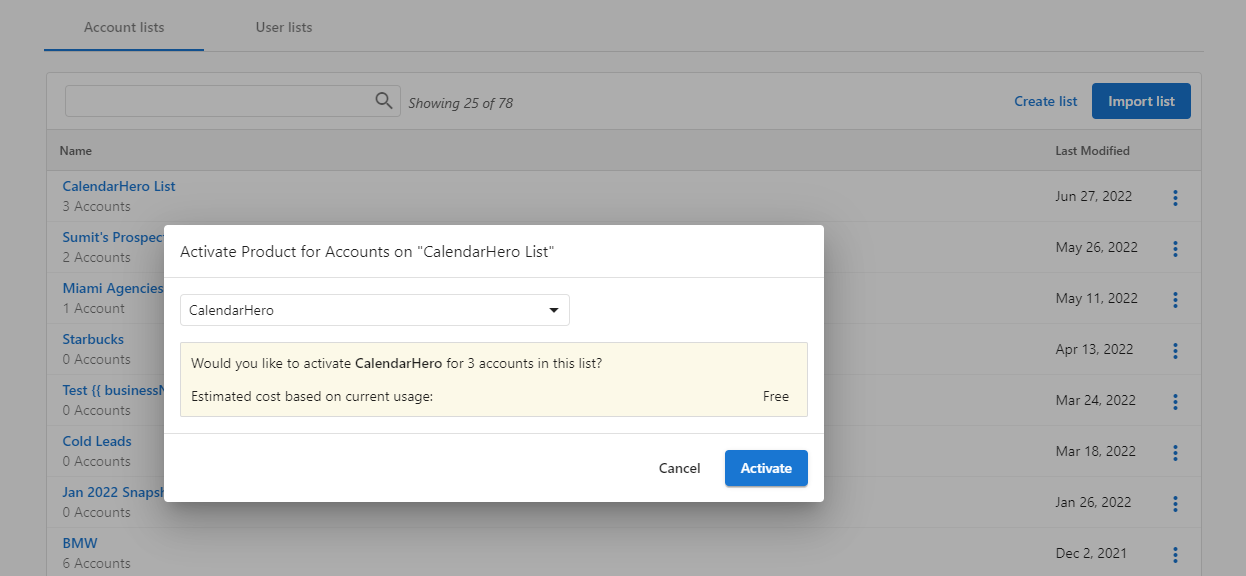 Account lists
User lists
Showing 25 of 78
Create list
Import list
Name
Last Modified
CalendarHero List
3 Accounts
Jun 27, 2022
Sumit's Prospec
2 Accounts
May 26, 2022
Miami Agencies
1 Account
May 11, 2022
Starbucks
0 Accounts
Apr 13, 2022
Test {{ business
0 Accounts
Mar 24, 2022
Cold Leads
0 Accounts
Mar 18, 2022
Jan 2022 Snapsh
0 Accounts
Jan 26, 2022
BMW
6 Accounts
Dec 2, 2021
Activate Product for Accounts on "CalendarHero List"
CalendarHero
Would you like to activate CalendarHero for 3 accounts in this list?
Estimated cost based on current usage:
Free
Cancel
Activate